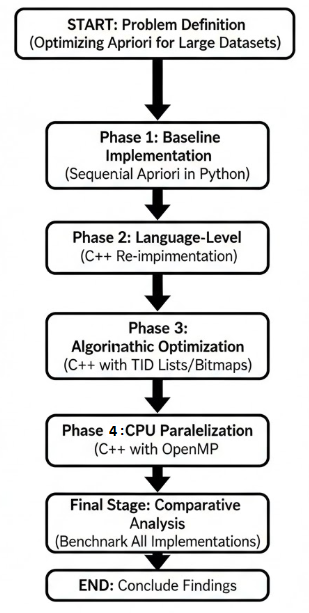 START: Problem Definition
(Optimizing Apriori for Large Datasets)
Phase 1: Baseline
Implementation
(Sequenial Apriori in Python)
Phase 2: Language-Level
(C++ Re-impimentation)
Phase 3:
Algorinathic Optimization
(C++ with TID Lists/Bitmaps)
Phase 4:CPU Paralelization
(C++ with OpenMP
Final Stage: Comparative
Analysis
(Benchmark All Implementations)
END: Conclude Findings